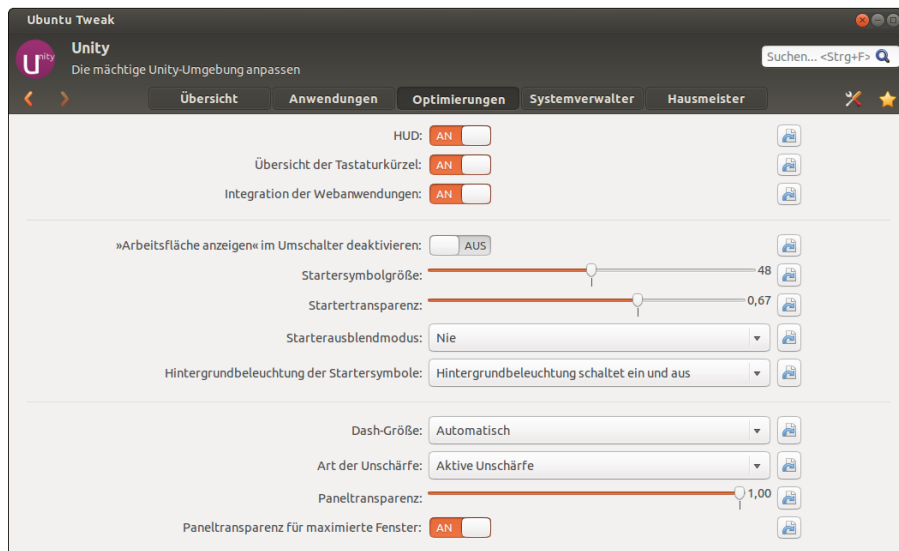 Ubuntu Tweak
Unity
Unity
Die mächtige Unity-Umgebung anpassen
Suchen... <Strg+F>
Übersicht
Anwendungen
Optimierungen
Systemverwalter
Hausmeister
HUD: AN
Übersicht der Tastaturkürzel: AN
Integration der Webanwendungen: AN
»Arbeitsfläche anzeigen« im Umschalter deaktivieren: AUS
Startersymbolgröße: 48
Startertransparenz: 0,67
Starterausblendmodus: Nie
Hintergrundbeleuchtung der Startersymbole: Hintergrundbeleuchtung schaltet ein und aus
Dash-Größe: Automatisch
Art der Unschärfe: Aktive Unschärfe
Paneltransparenz: 1,00
Paneltransparenz für maximierte Fenster: AN